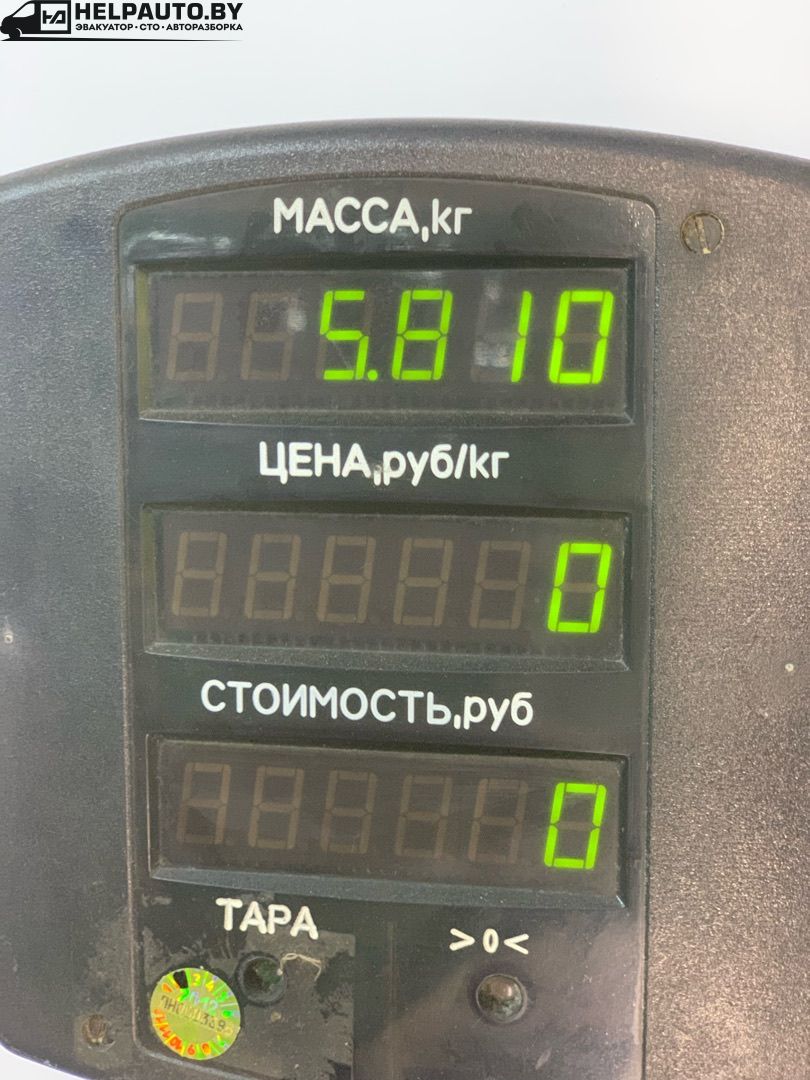 HELPAUTO.BY
ЭВАКУАТОР • СТО • АВТОРАЗБОРКА
МАССА,кг
5.810
ЦЕНА,руб/кг
0
СТОИМОСТЬ,руб
0
ТАРА
>0<